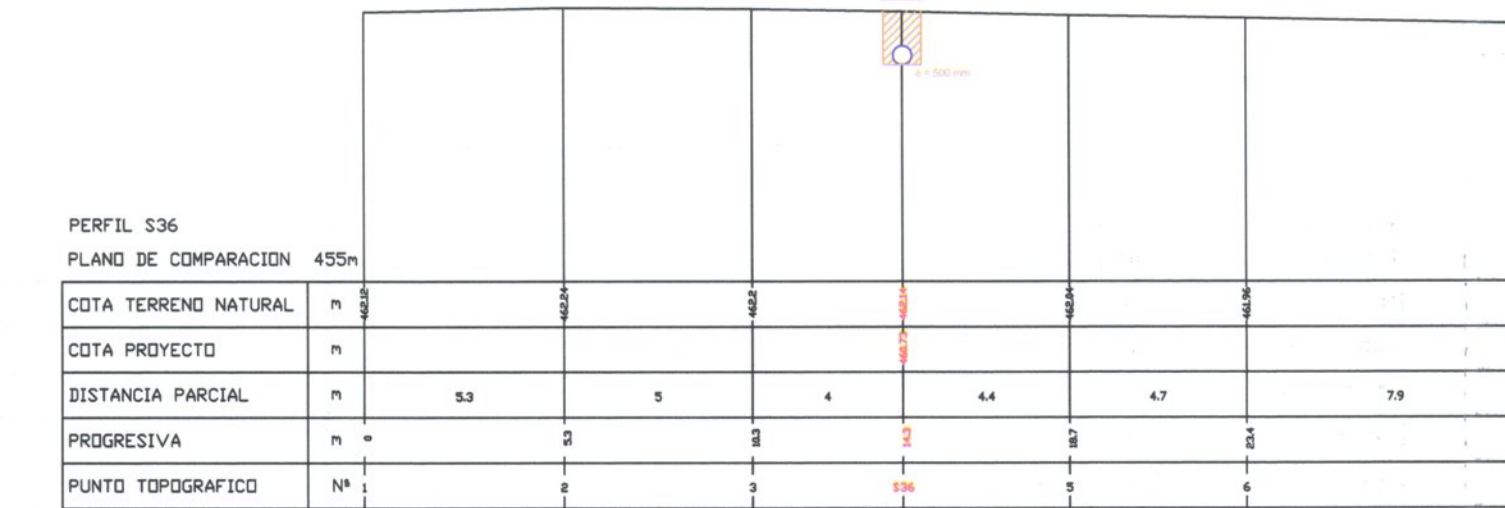 ϕ = 500 mm
PERFIL S36
PLANO DE COMPARACION 455m
COTA TERRENO NATURAL m 462.12 462.24 462.2 462.14 462.04 461.96
COTA PROYECTO m 460.73
DISTANCIA PARCIAL m 5.3 5 4 4.4 4.7 7.9
PROGRESIVA m 0 5.3 10.3 14.3 18.7 23.4
PUNTO TOPOGRAFICO Nº 1 2 3 S36 5 6